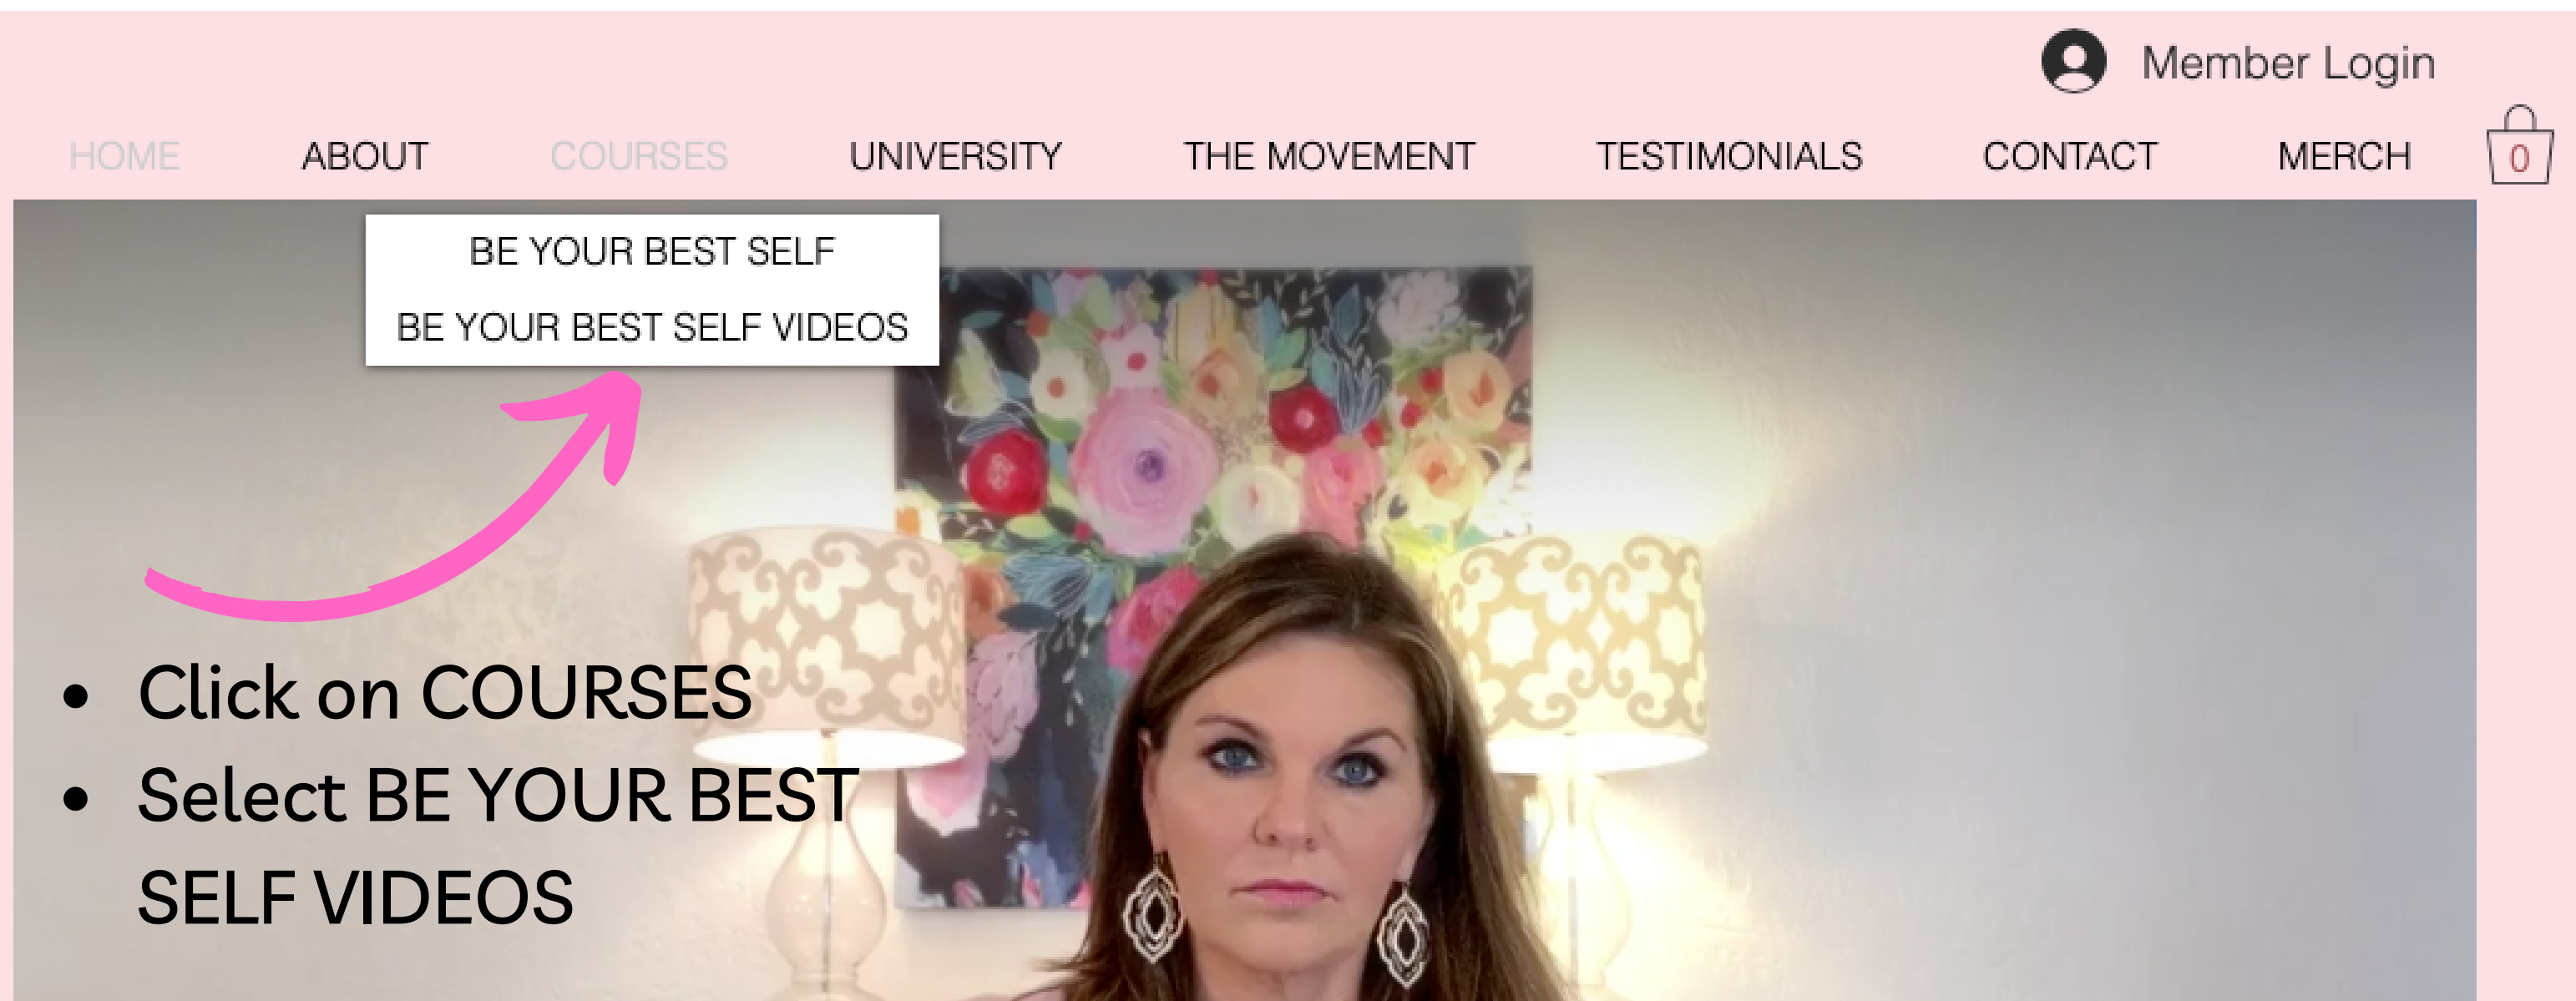 Member Login
HOME ABOUT COURSES UNIVERSITY THE MOVEMENT TESTIMONIALS CONTACT MERCH 0
BE YOUR BEST SELF
BE YOUR BEST SELF VIDEOS
• Click on COURSES
• Select BE YOUR BEST
SELF VIDEOS